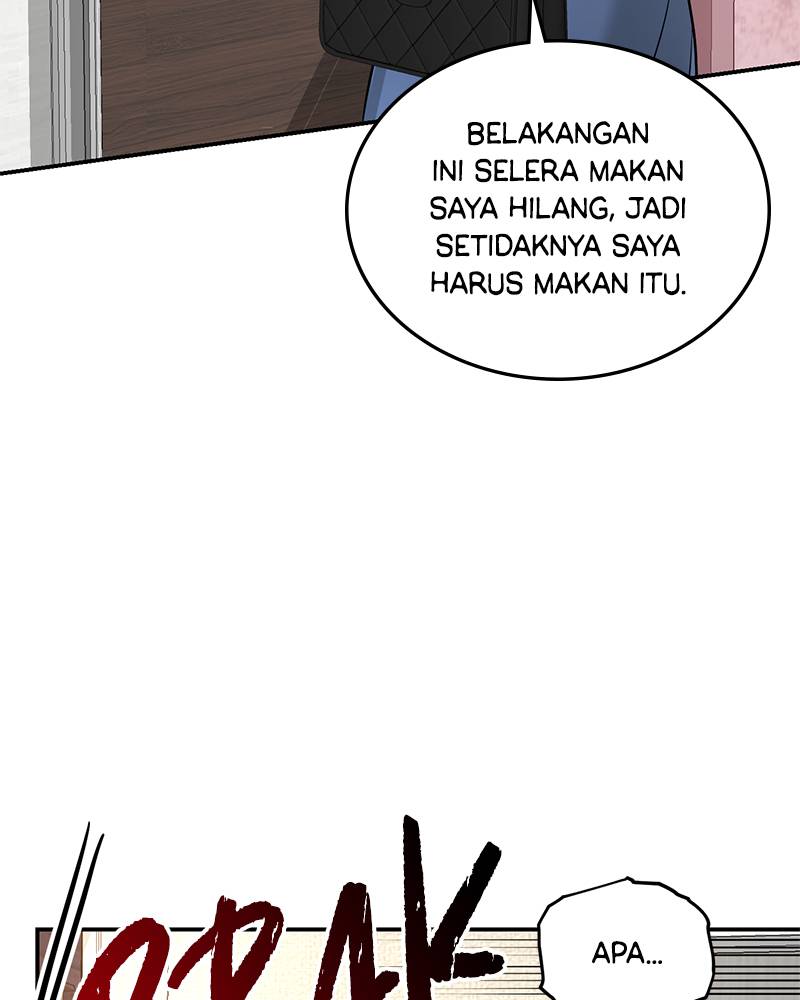 BELAKANGAN
INI SELERA MAKAN
SAYA HILANG, JADI
SETIDAKNYA SAYA
HARUS MAKAN ITU.
APA...